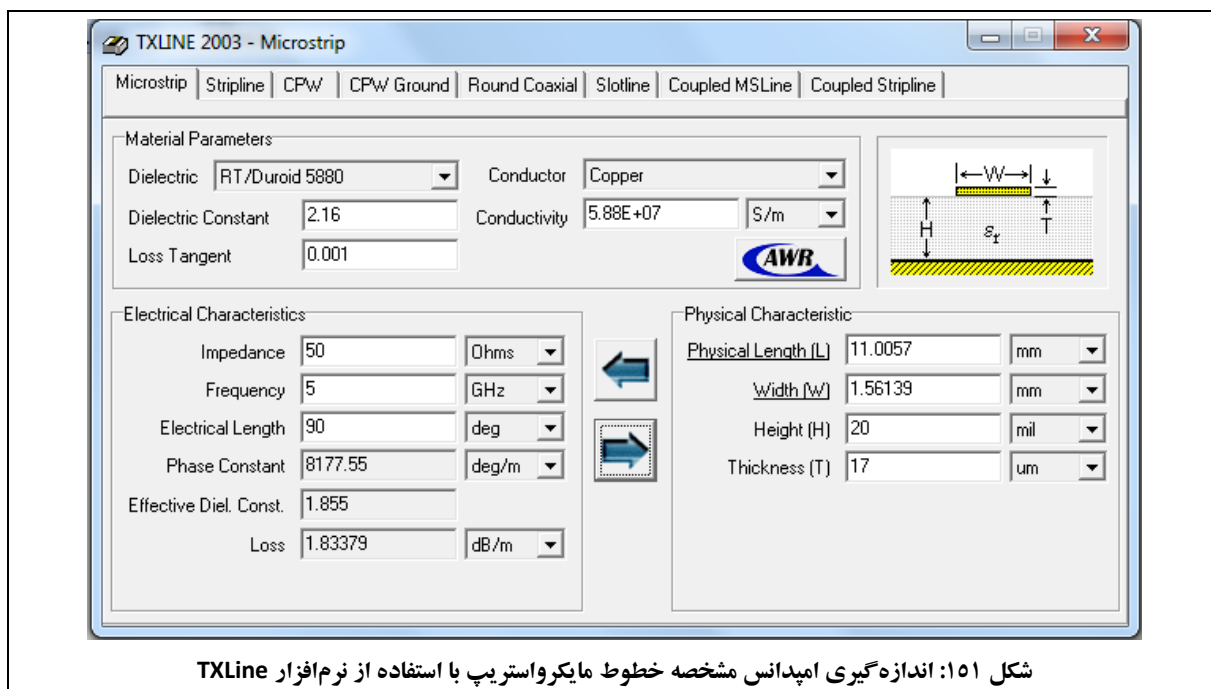 TXLINE 2003 - Microstrip
Microstrip Stripline CPW CPW Ground Round Coaxial Slotline Coupled MSLine Coupled Stripline
Material Parameters
Dielectric RT/Duroid 5880 Conductor Copper
Dielectric Constant 2.16 Conductivity 5.88E+07 S/m
Loss Tangent 0.001
AWR
←W→
H
εr
T
Electrical Characteristics
Impedance 50 Ohms
Frequency 5 GHz
Electrical Length 90 deg
Phase Constant 8177.55 deg/m
Effective Diel. Const. 1.855
Loss 1.83379 dB/m
Physical Characteristic
Physical Length (L) 11.0057 mm
Width (W) 1.56139 mm
Height (H) 20 mil
Thickness (T) 17 um
شکل ۱۵۱: اندازه‌گیری امپدانس مشخصه خطوط مایکرواستریپ با استفاده از نرم‌افزار TXLine